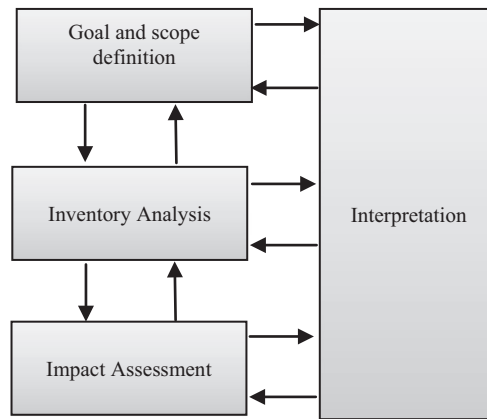 Goal and scope
definition
Inventory Analysis
Interpretation
Impact Assessment